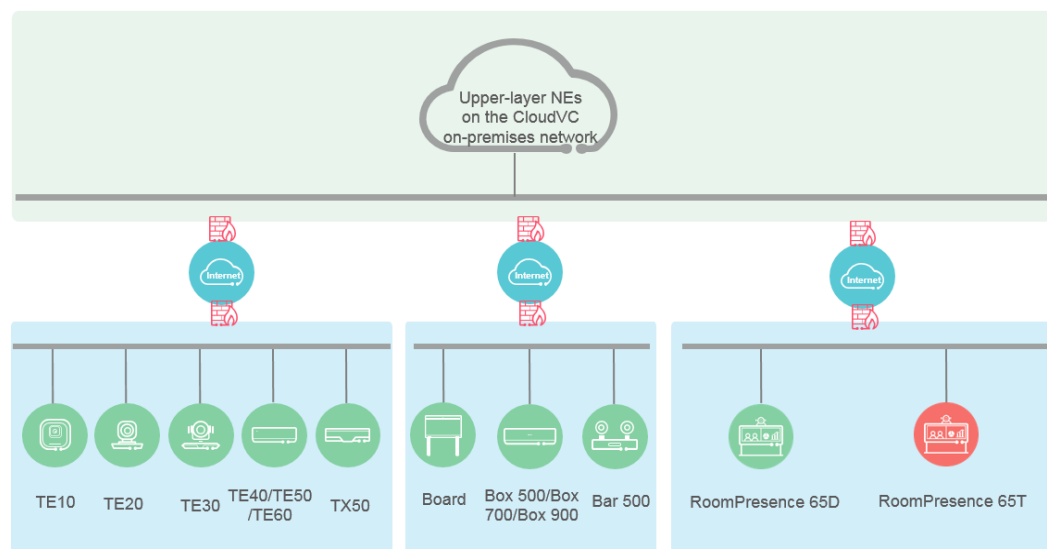 Upper-layer NEs
on the CloudVC
on-premises network
Internet
Internet
Internet
TE10
TE20
TE30
TE40/TE50
/TE60
TX50
Board
Box 500/Box
700/Box 900
Bar 500
RoomPresence 65D
RoomPresence 65T